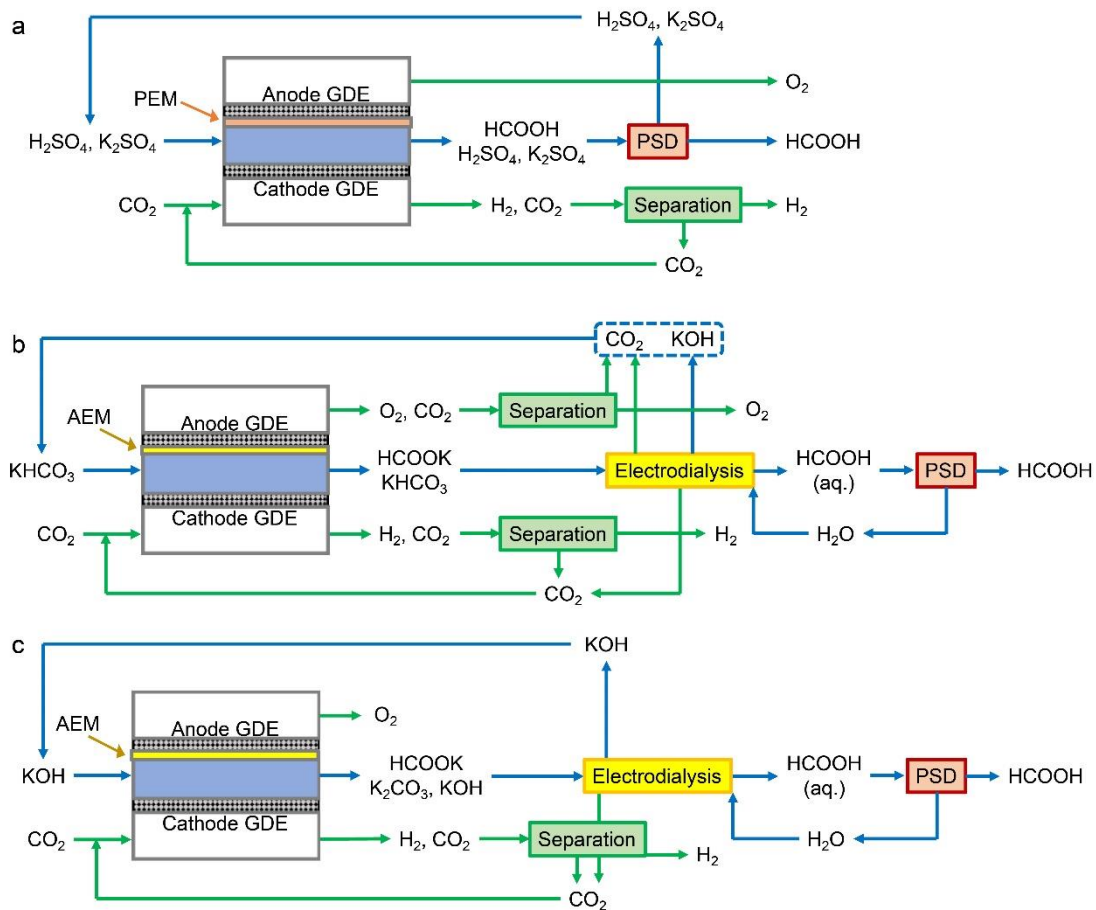 a
H₂SO₄, K₂SO₄
Anode GDE
O₂
PEM
H₂SO₄, K₂SO₄
HCOOH
H₂SO₄, K₂SO₄
PSD
HCOOH
Cathode GDE
CO₂
H₂, CO₂
Separation
H₂
CO₂
b
CO₂ KOH
Anode GDE
O₂, CO₂
Separation
O₂
AEM
KHCO₃
HCOOK
KHCO₃
Electrodialysis
HCOOH
(aq.)
PSD
HCOOH
Cathode GDE
CO₂
H₂, CO₂
Separation
H₂
H₂O
CO₂
c
KOH
Anode GDE
O₂
AEM
KOH
HCOOK
K₂CO₃, KOH
Electrodialysis
HCOOH
(aq.)
PSD
HCOOH
Cathode GDE
CO₂
H₂, CO₂
Separation
H₂
H₂O
CO₂